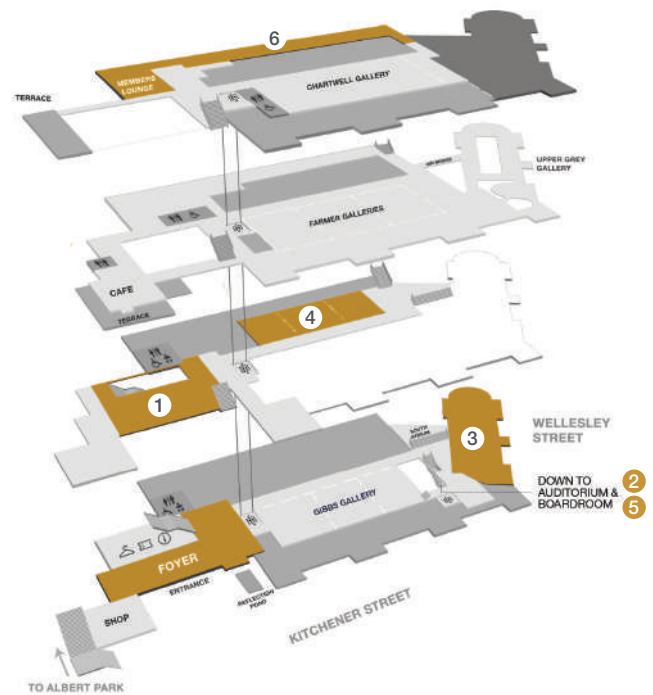 6
MEMBERS
LOUNGE
CHARTWELL GALLERY
TERRACE
UPPER GREY
GALLERY
FARMER GALLERIES
CAFE
TERRACE
4
1
3
WELLESLEY
STREET
SOUTH
ATRIUM
DOWN TO
AUDITORIUM &
BOARDROOM
2
5
GIBBS GALLERY
FOYER
ENTRANCE
REFLECTION
POND
SHOP
KITCHENER STREET
TO ALBERT PARK